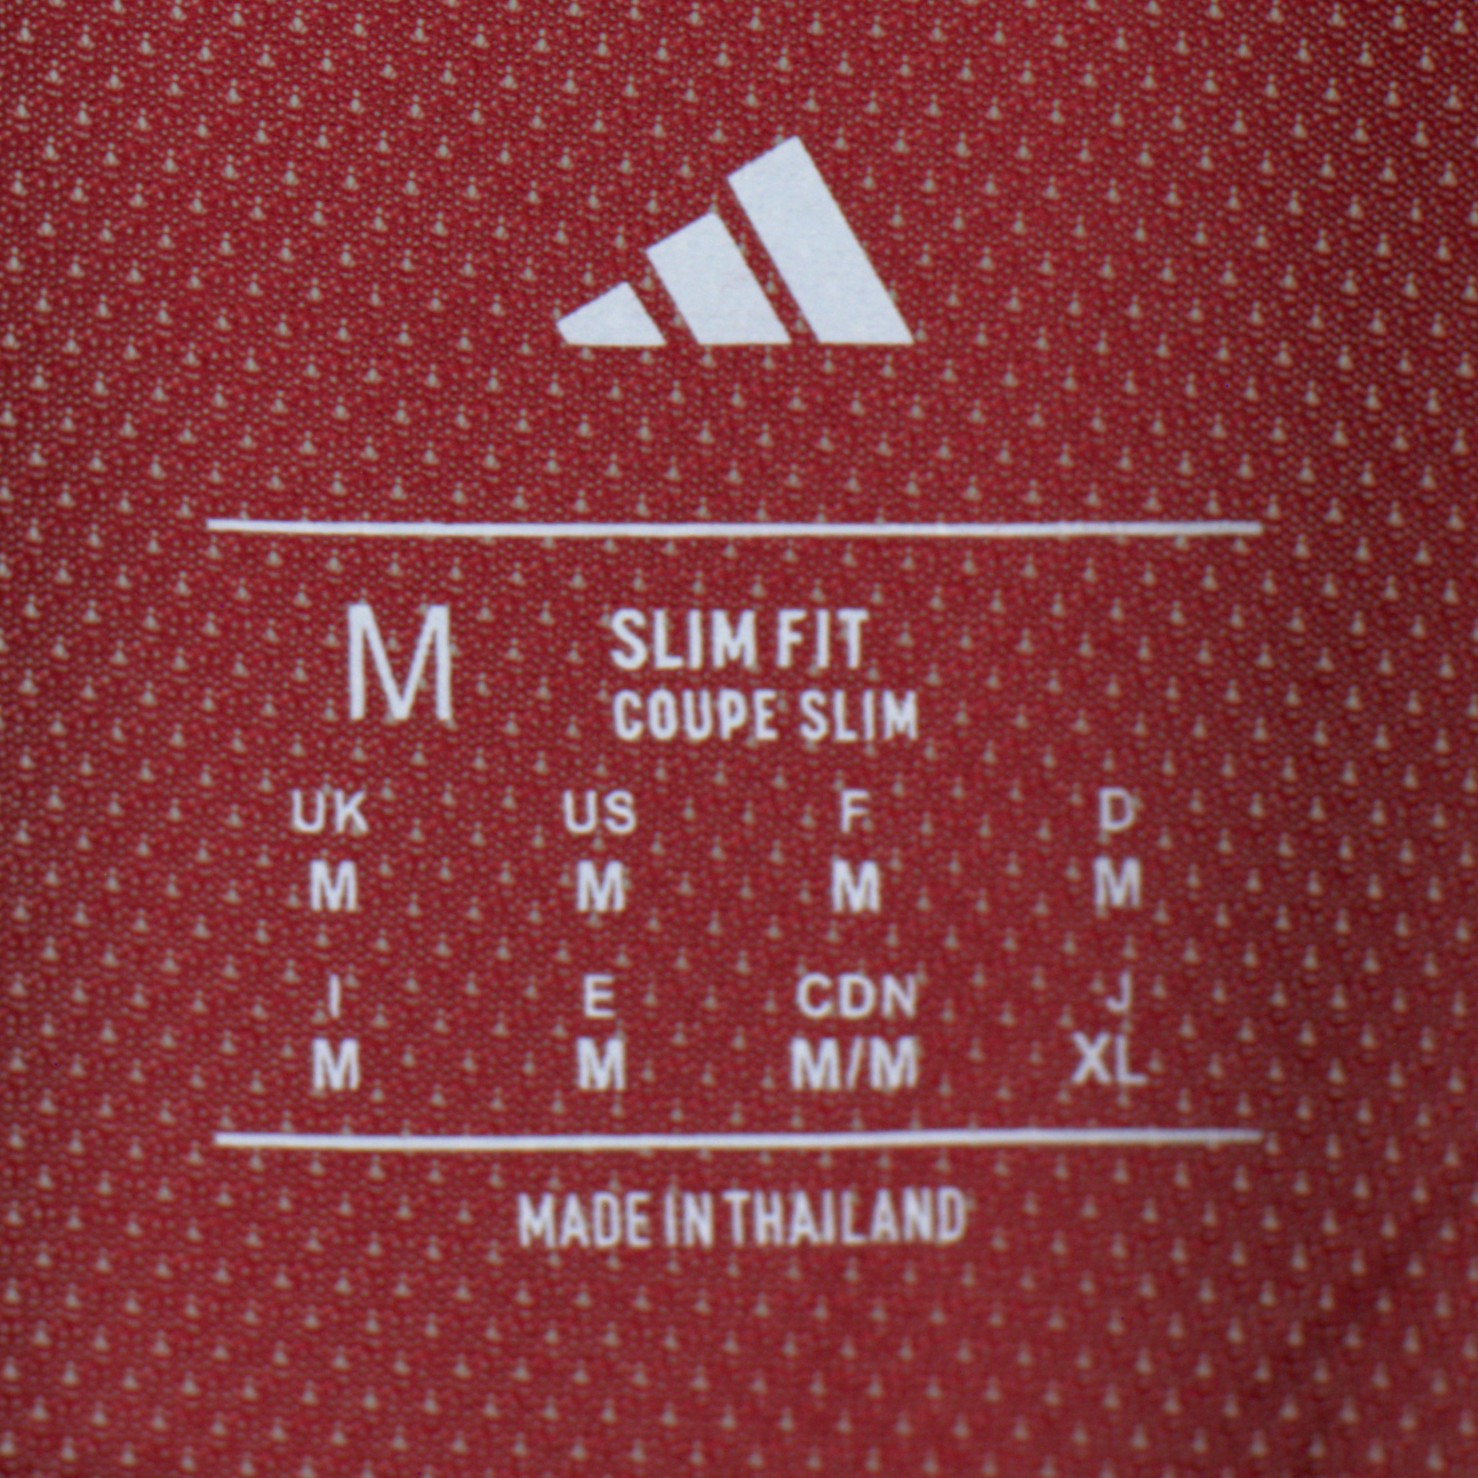 M SLIM FIT
COUPE SLIM
UK US F D
M M M M
I E CDN J
M M M/M XL
MADE IN THAILAND